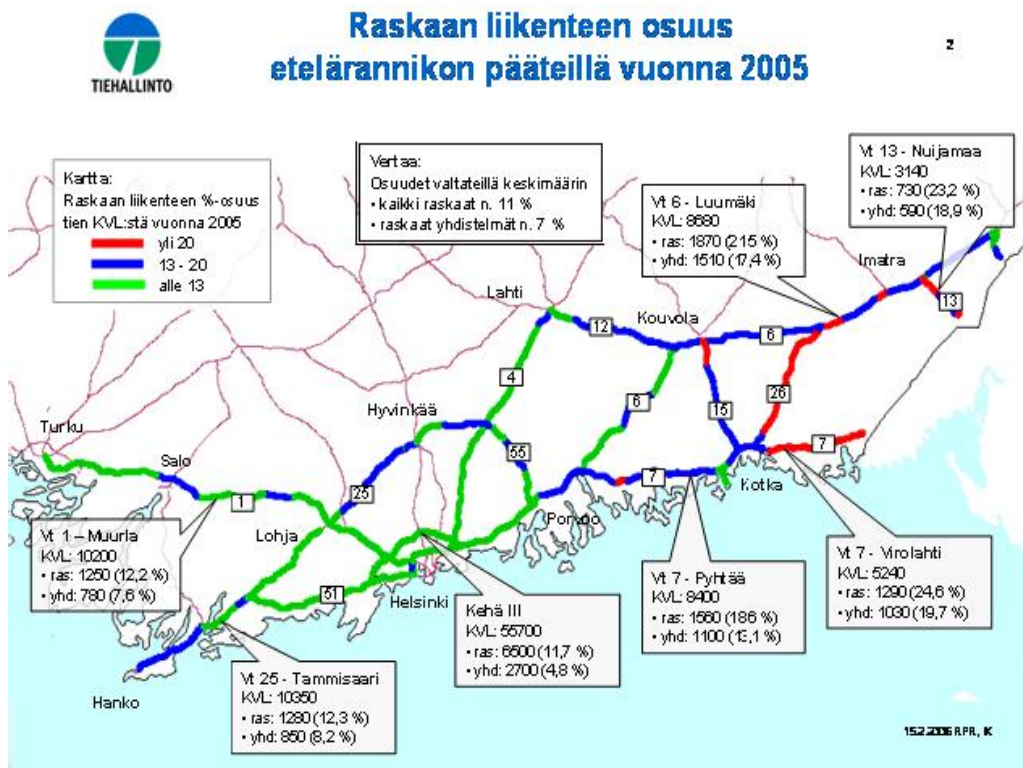 Raskaan liikenteen osuus
etelärannikon pääteillä vuonna 2005
2
TIEHALLINTO
Kartta:
Raskaan liikenteen %-osuus
tien KVL:stä vuonna 2005
yli 20
13 - 20
alle 13
Vertaa:
Osuudet valtateillä keskimäärin
• kaikki raskaat n. 11 %
• raskaat yhdistelmät n. 7 %
Vt 6 - Luumäki
KVL: 8680
• ras: 1870 (21,5 %)
• yhd: 1510 (17,4 %)
Vt 13 - Nuijamaa
KVL: 3140
• ras: 730 (23,2 %)
• yhd: 590 (18,9 %)
Imatra
Lahti
Kouvola
13
12
6
4
6
15
26
Hyvinkää
Turku
7
55
Salo
7
25
Kotka
1
Porvoo
Lohja
Vt 1 – Muurla
KVL: 10200
• ras: 1250 (12,2 %)
• yhd: 780 (7,6 %)
51
Helsinki
Kehä III
KVL: 55700
• ras: 6500 (11,7 %)
• yhd: 2700 (4,8 %)
Vt 7 - Pyhtää
KVL: 8400
• ras: 1560 (18,6 %)
• yhd: 1100 (13,1 %)
Vt 7 - Virolahti
KVL: 5240
• ras: 1290 (24,6 %)
• yhd: 1030 (19,7 %)
Hanko
Vt 25 - Tammisaari
KVL: 10350
• ras: 1280 (12,3 %)
• yhd: 850 (8,2 %)
15.2.2006 RPR, IK